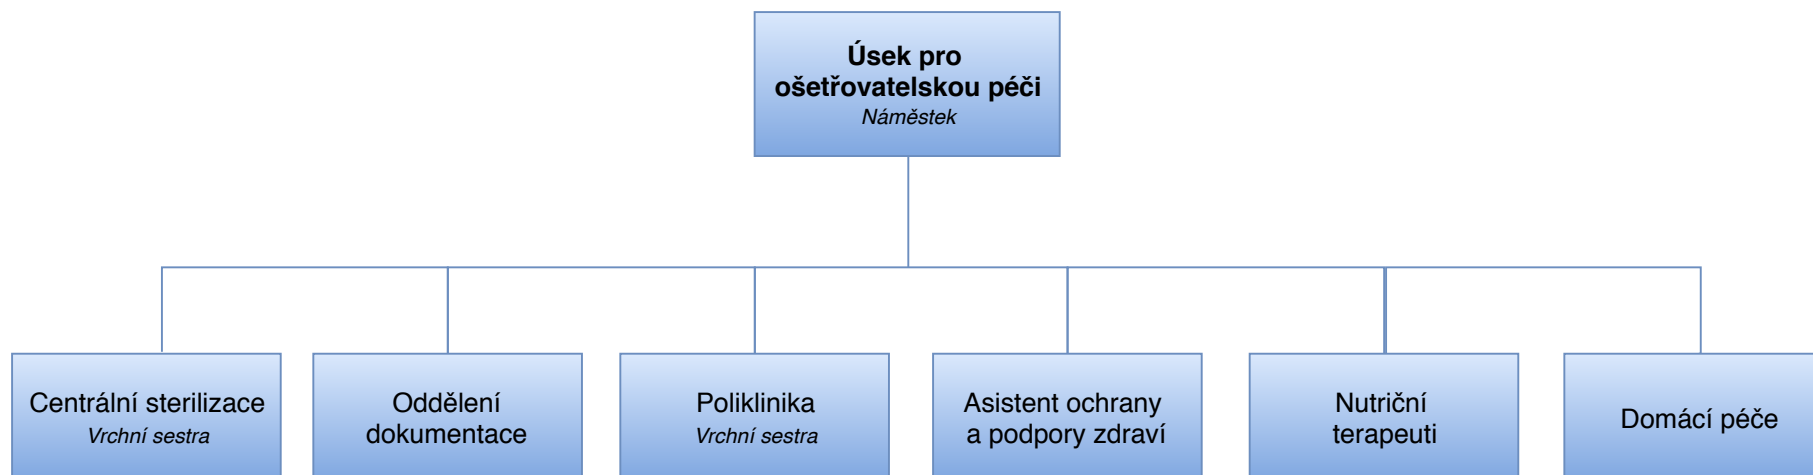 Úsek pro
ošetřovatelskou péči
Náměstek
Centrální sterilizace
Vrchní sestra
Oddělení
dokumentace
Poliklinika
Vrchní sestra
Asistent ochrany
a podpory zdraví
Nutriční
terapeuti
Domácí péče